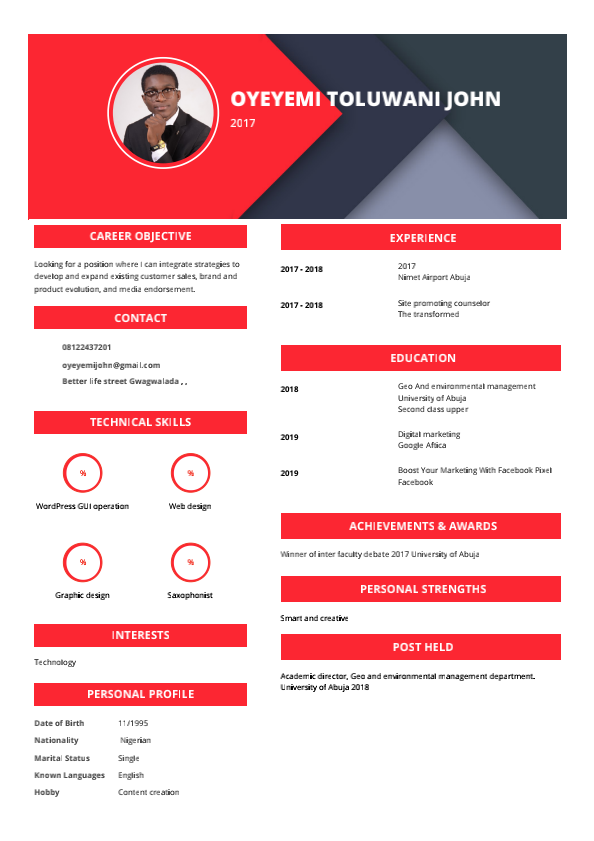 OYEYEMI TOLUWANI JOHN
2017
CAREER OBJECTIVE
Looking for a position where I can integrate strategies to
develop and expand existing customer sales, brand and
product evolution, and media endorsement.
CONTACT
08122437201
oyeyemijohn@gmail.com
Better life street Gwagwalada , ,
TECHNICAL SKILLS
% %
WordPress GUI operation Web design
% %
Graphic design Saxophonist
INTERESTS
Technology
PERSONAL PROFILE
Date of Birth 11/1995
Nationality Nigerian
Marital Status Single
Known Languages English
Hobby Content creation
EXPERIENCE
2017 - 2018 2017
Nimet Airport Abuja
2017 - 2018 Site promoting counselor
The transformed
EDUCATION
2018 Geo And environmental management
University of Abuja
Second class upper
2019 Digital marketing
Google Aftica
2019 Boost Your Marketing With Facebook Pixel
Facebook
ACHIEVEMENTS & AWARDS
Winner of inter faculty debate 2017 University of Abuja
PERSONAL STRENGTHS
Smart and creative
POST HELD
Academic director, Geo and environmental management department.
University of Abuja 2018